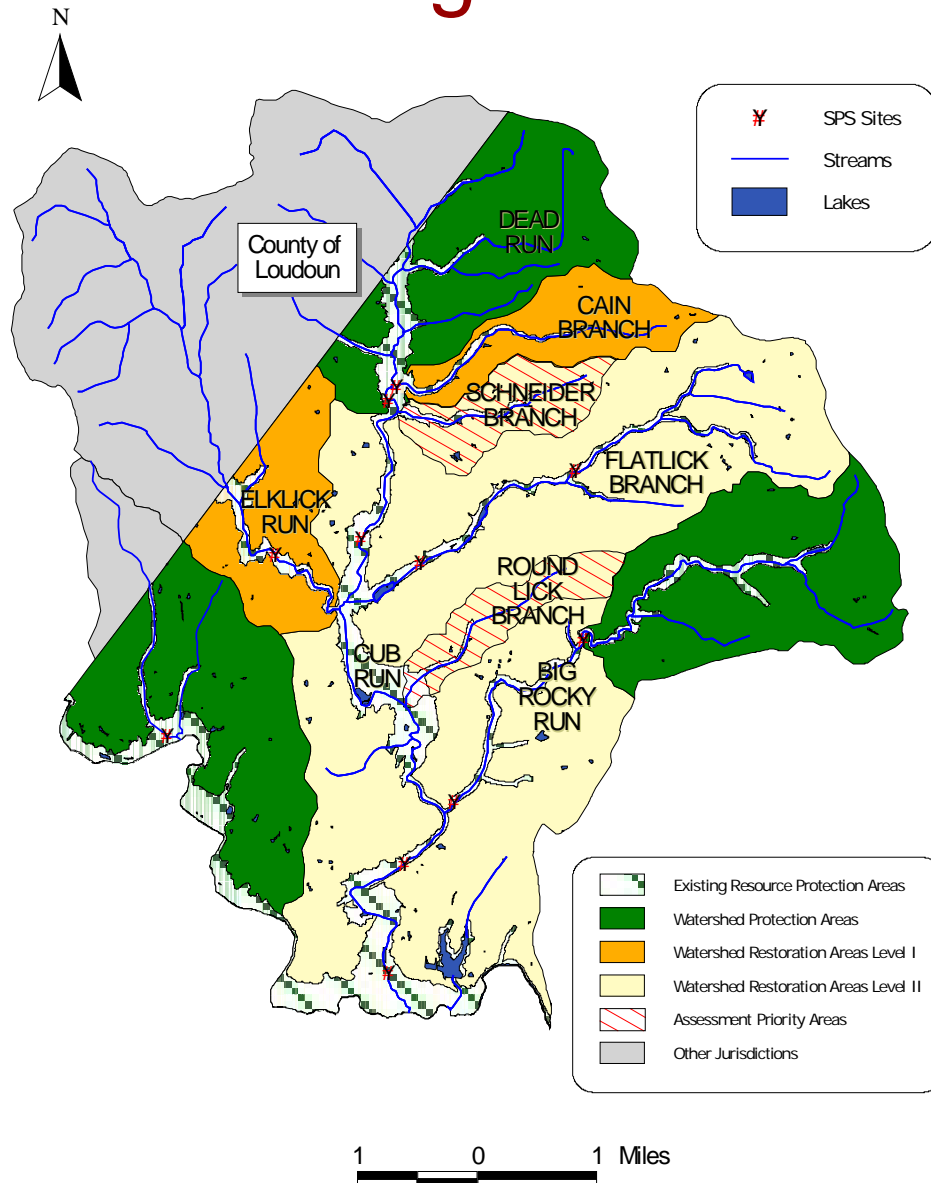 g
N
SPS Sites
Streams
Lakes
DEAD
RUN
County of
Loudoun
CAIN
BRANCH
SCHNEIDER
BRANCH
FLATLICK
BRANCH
ELKLICK
RUN
ROUND
LICK
BRANCH
CUB
RUN
BIG
ROCKY
RUN
Existing Resource Protection Areas
Watershed Protection Areas
Watershed Restoration Areas Level I
Watershed Restoration Areas Level II
Assessment Priority Areas
Other Jurisdictions
1 0 1 Miles